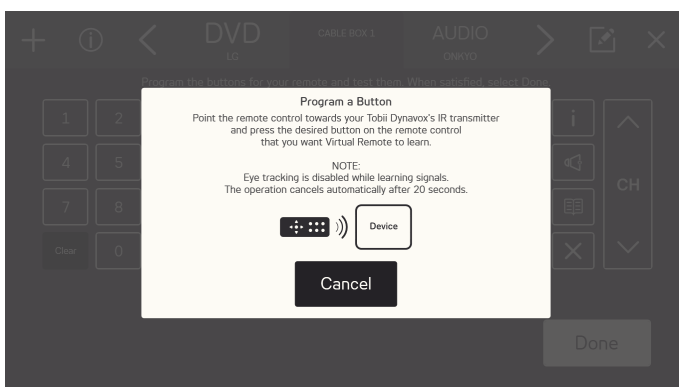 DVD
LG
CABLE BOX 1
AUDIO
ONKYO
Program the buttons for your remote and test them. When satisfied, select Done.
Program a Button
Point the remote control towards your Tobii Dynavox's IR transmitter
and press the desired button on the remote control
that you want Virtual Remote to learn.
NOTE:
Eye tracking is disabled while learning signals.
The operation cancels automatically after 20 seconds.
Device
Cancel
1
2
4
5
7
8
Clear
0
i
CH
Done